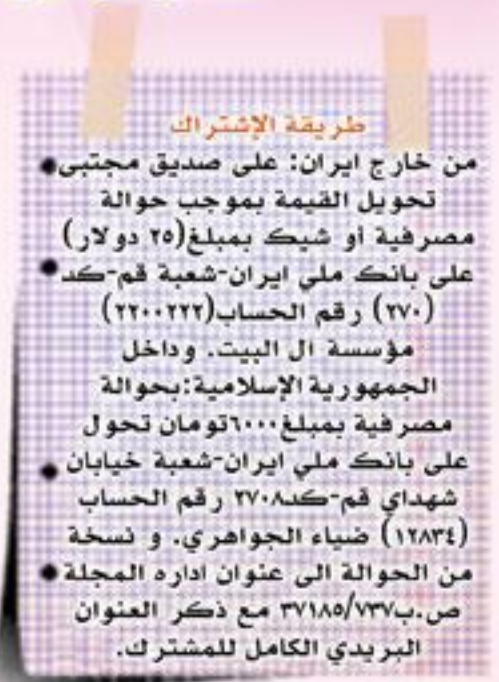 طريقة الإشتراك
من خارج ايران: على صديق مجتبى
تحويل القيمة بموجب حوالة
مصرفية أو شيك بمبلغ(٢٥ دولار)
على بانك ملي ايران-شعبة قم-كد
(٢٧٠) رقم الحساب(٢٢٠٠٢٢٢)
مؤسسة ال البيت. وداخل
الجمهورية الإسلامية:بحوالة
مصرفية بمبلغ٦٠٠٠تومان تحول
على بانك ملي ايران-شعبة خيابان
شهداي قم-كد٢٧٠٨ رقم الحساب
(١٢٨٣٤) ضياء الجواهري. و نسخة
من الحوالة الى عنوان اداره المجلة
ص.ب٣٧١٨٥/٧٣٧ مع ذكر العنوان
البريدي الكامل للمشترك.